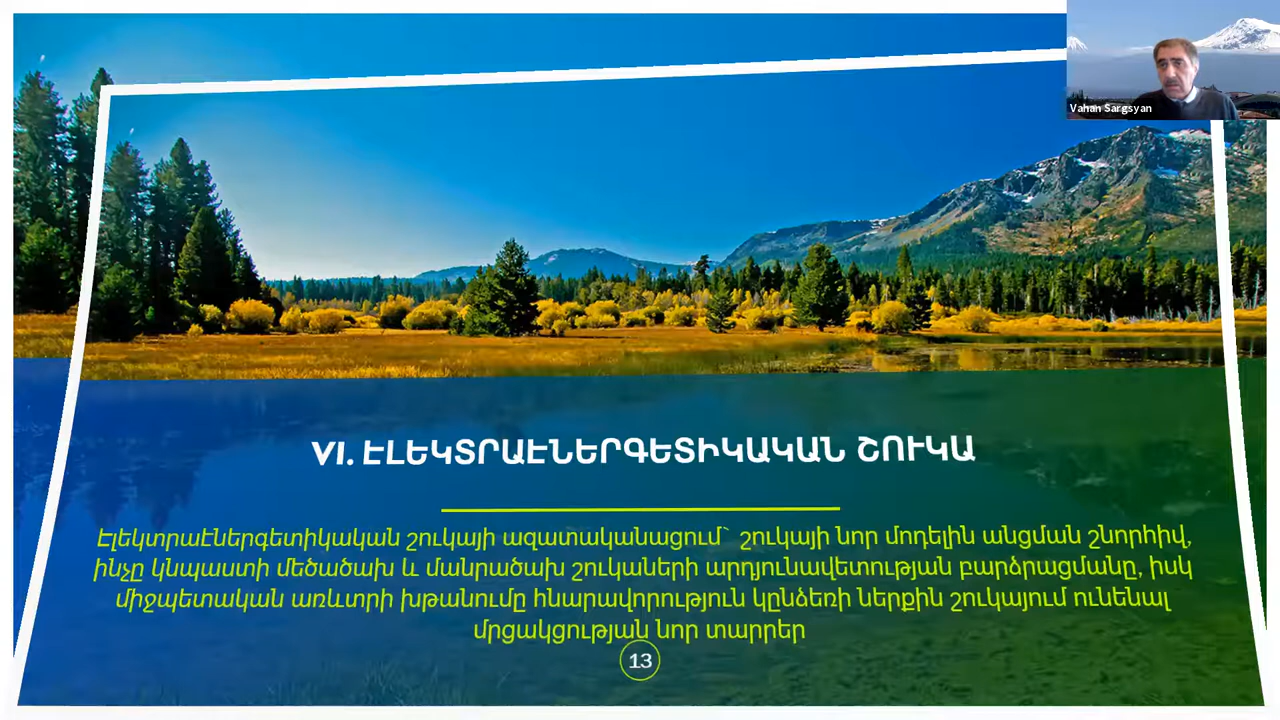 Vahan Sargsyan
VI. ԷԼԵԿՏՐԱԷՆԵՐԳԵՏԻԿԱԿԱՆ ՇՈՒԿԱ
Էլեկտրաէներգետիկական շուկայի ազատականացում՝ շուկայի նոր մոդելին անցման շնորհիվ,
ինչը կնպաստի մեծածախ և մանրածախ շուկաների արդյունավետության բարձրացմանը, իսկ
միջպետական առևտրի խթանումը հնարավորություն կընձեռի ներքին շուկայում ունենալ
մրցակցության նոր տարրեր
13